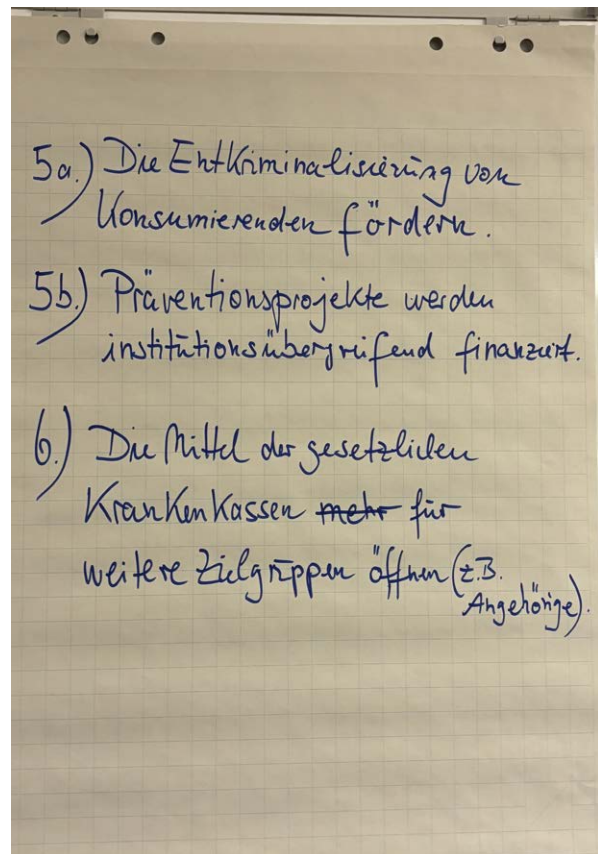 5a.) Die Entkriminalisierung von
Konsumierenden fördern.
5b.) Präventionsprojekte werden
institutionsübergreifend finanziert.
6.) Die Mittel der gesetzlichen
Krankenkassen mehr für
weitere Zielgruppen öffnen (z.B.
Angehörige).